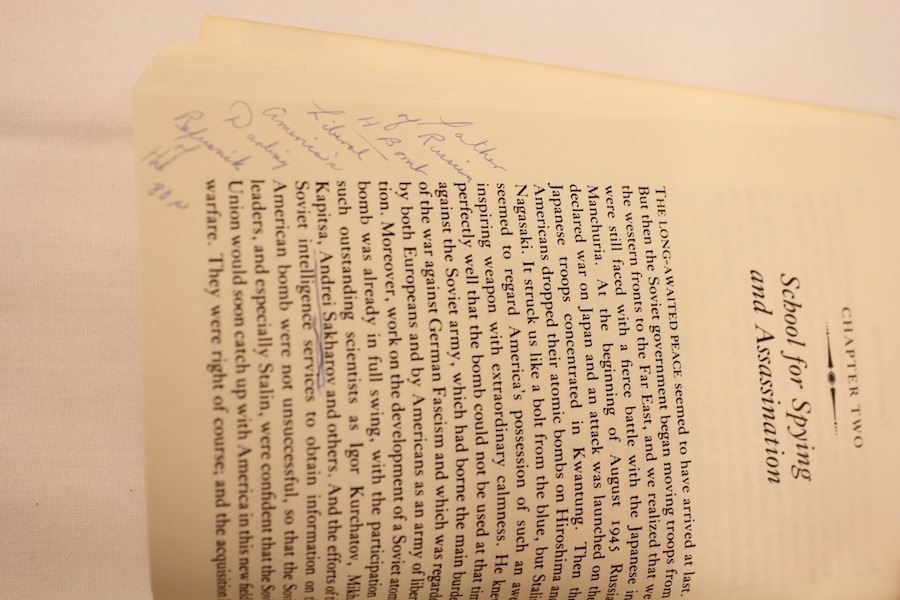 CHAPTER TWO
School for Spying
and Assassination
THE LONG-AWAITED PEACE seemed to have arrived at last.
But then the Soviet government began moving troops from
the western fronts to the Far East, and we realized that we
were still faced with a fierce battle with the Japanese in
Manchuria. At the beginning of August 1945 Russia
declared war on Japan and an attack was launched on the
Japanese troops concentrated in Kwantung. Then the
Americans dropped their atomic bombs on Hiroshima and
Nagasaki. It struck us like a bolt from the blue, but Stali
seemed to regard America's possession of such an awe
inspiring weapon with extraordinary calmness. He knew
perfectly well that the bomb could not be used at that tim
against the Soviet army, which had borne the main burde
of the war against German Fascism and which was regarde
by both Europeans and by Americans as an army of liber
tion. Moreover, work on the development of a Soviet atom
bomb was already in full swing, with the participation
such outstanding scientists as Igor Kurchatov, Mikh
Kapitsa, Andrei Sakharov and others. And the efforts of t
Soviet intelligence services to obtain information on t
American bomb were not unsuccessful, so that the Sov
leaders, and especially Stalin, were confident that the Sov
Union would soon catch up with America in this new field
warfare. They were right of course; and the acquisition
Father
of Russian
H Bomb
Liberal
America's
Darling
Refusnik
of the
80s